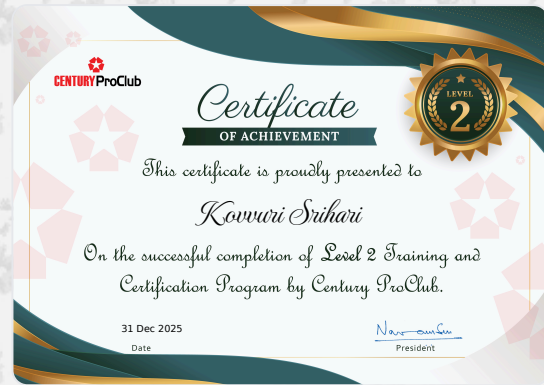 CENTURY ProClub
LEVEL
2
Certificate
OF ACHIEVEMENT
This certificate is proudly presented to
Kovvuri Srihari
On the successful completion of Level 2 Training and
Certification Program by Century ProClub.
31 Dec 2025
Date
President